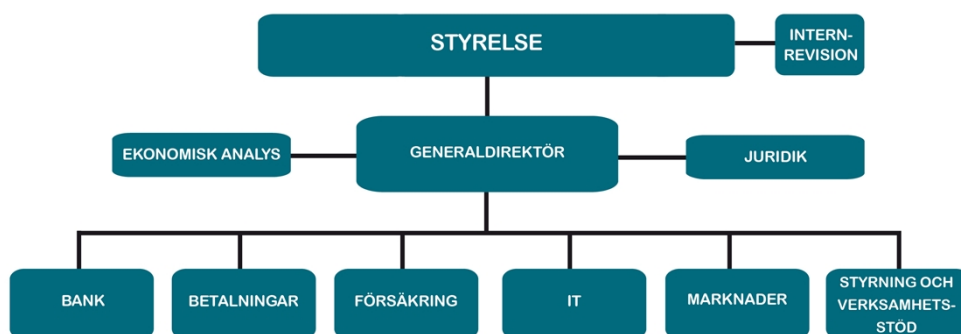 STYRELSE
INTERN-
REVISION
EKONOMISK ANALYS
GENERALDIREKTÖR
JURIDIK
BANK
BETALNINGAR
FÖRSÄKRING
IT
MARKNADER
STYRNING OCH
VERKSAMHETS-
STÖD